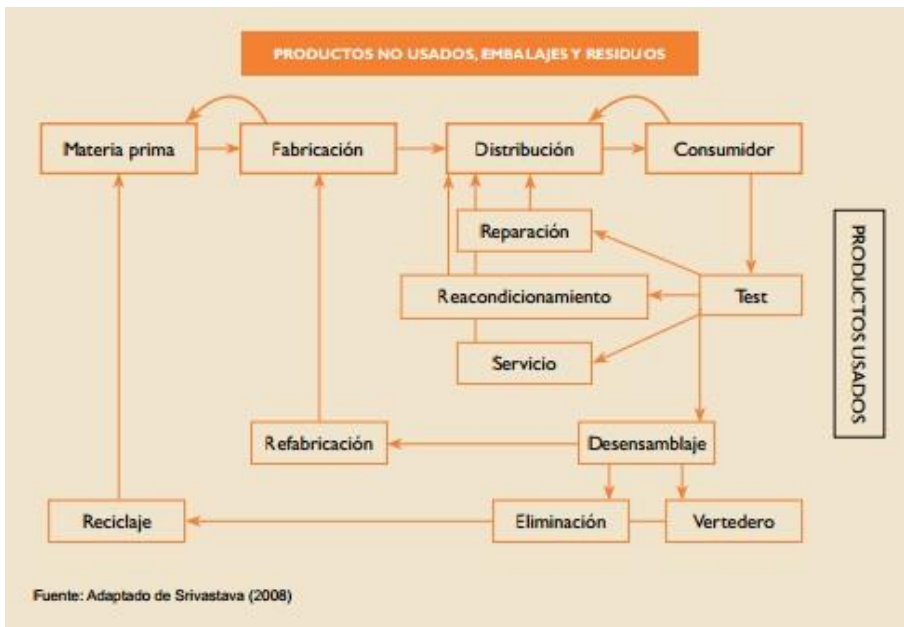 PRODUCTOS NO USADOS, EMBALAJES Y RESIDUOS
Materia prima
Fabricación
Distribución
Consumidor
Reparación
Reacondicionamiento
Test
Servicio
PRODUCTOS USADOS
Refabricación
Desensamblaje
Reciclaje
Eliminación
Vertedero
Fuente: Adaptado de Srivastava (2008)